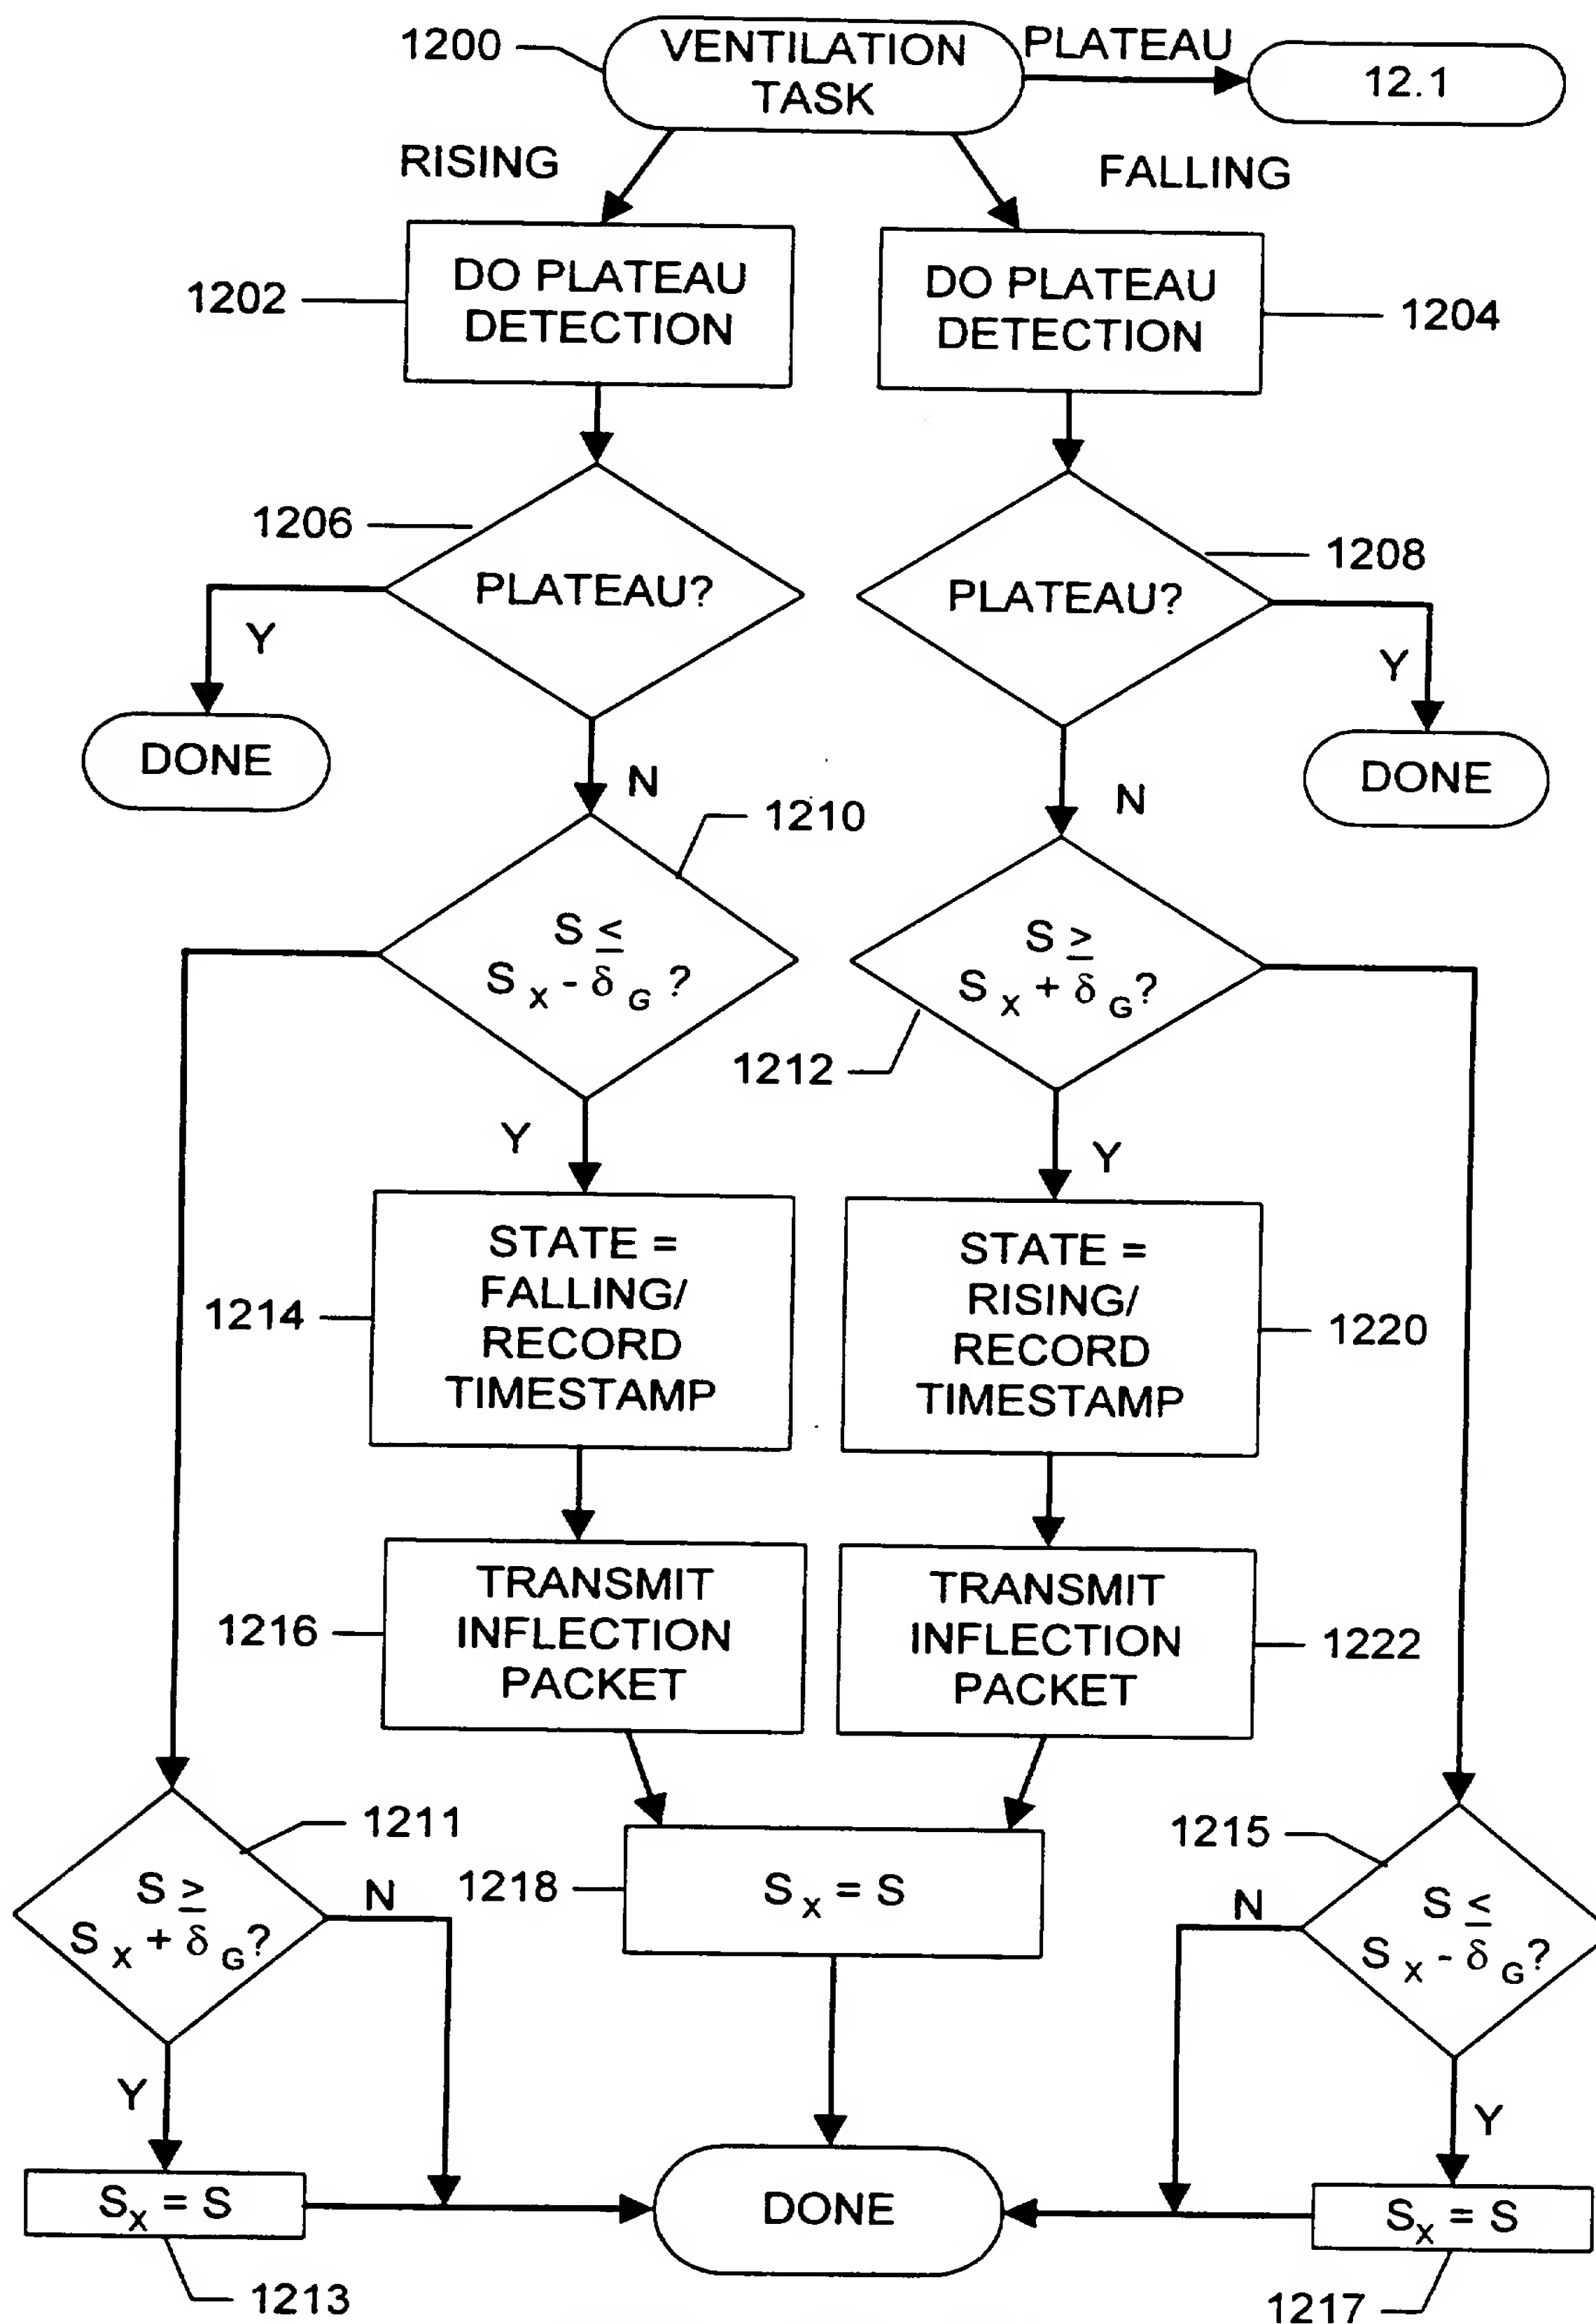 1200
VENTILATION
TASK
PLATEAU
12.1
RISING
FALLING
1202
DO PLATEAU
DETECTION
DO PLATEAU
DETECTION
1204
1206
PLATEAU?
Y
DONE
N
PLATEAU?
1208
Y
DONE
N
1210
S ≤
S X - δ G ?
S ≥
S X + δ G?
1212
Y
Y
1214
STATE =
FALLING/
RECORD
TIMESTAMP
STATE =
RISING/
RECORD
TIMESTAMP
1220
1216
TRANSMIT
INFLECTION
PACKET
TRANSMIT
INFLECTION
PACKET
1222
1211
S ≥
S X + δ G?
N
Y
1218
S X = S
1215
S ≤
S X - δ G?
N
Y
S X = S
1213
DONE
S X = S
1217